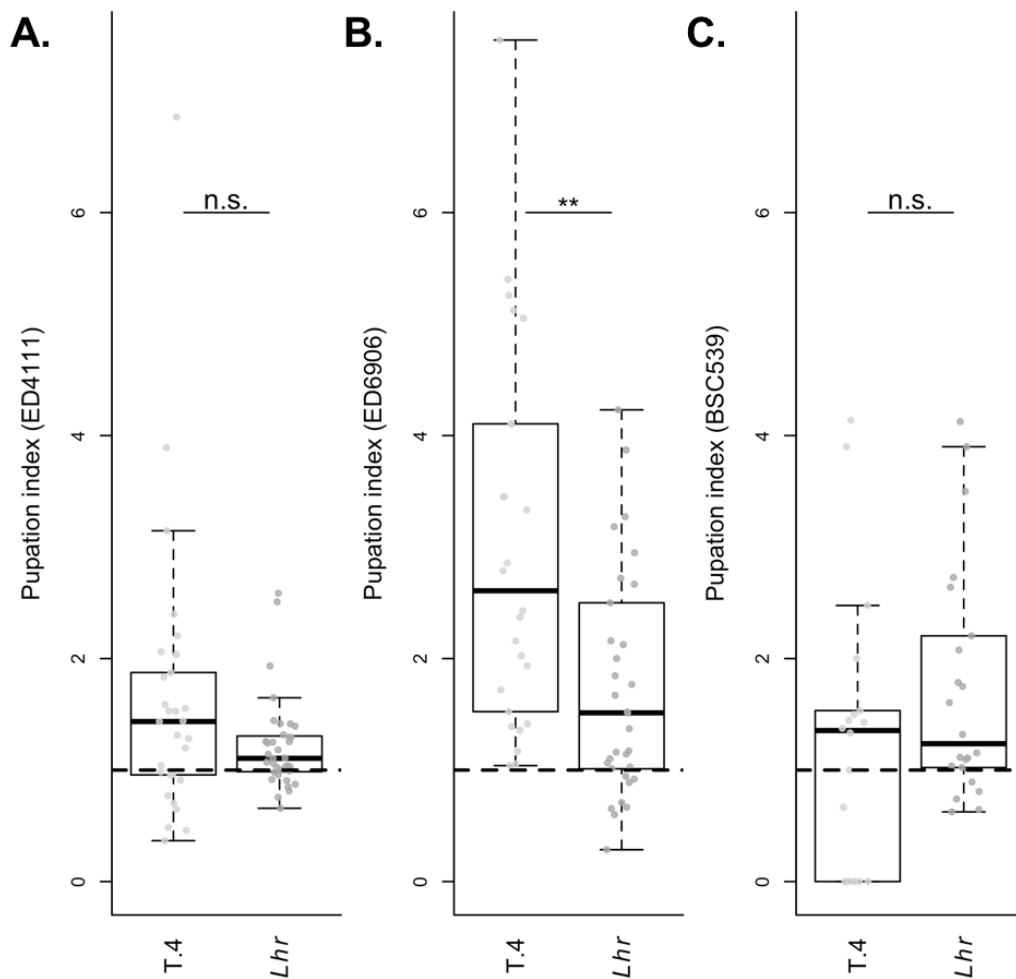 A.
Pupation index (ED4111)
0
2
4
6
n.s.
T.4
Lhr
B.
Pupation index (ED6906)
0
2
4
6
**
T.4
Lhr
C.
Pupation index (BSC539)
0
2
4
6
n.s.
T.4
Lhr